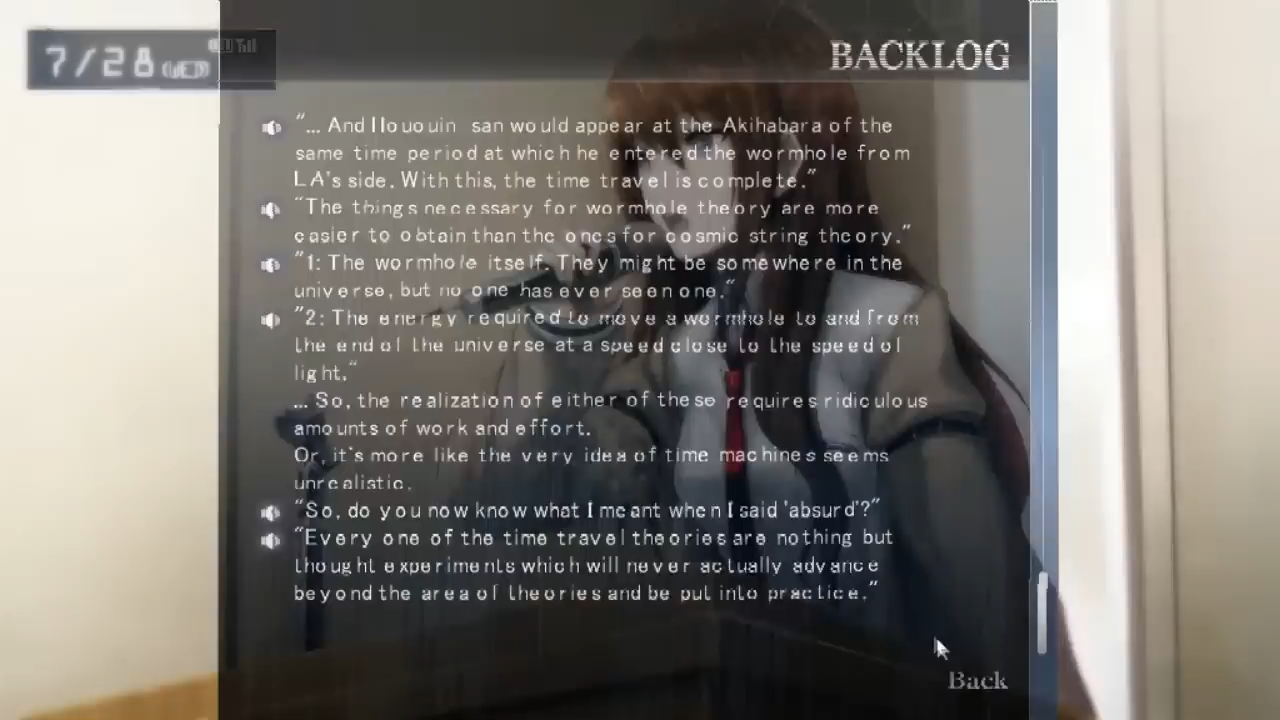 7/28 (WED)
BACKLOG
"... And Hououin san would appear at the Akihabara of the
same time period at which he entered the wormhole from
LA's side. With this, the time travel is complete."
"The things necessary for wormhole theory are more
easier to obtain than the ones for cosmic string theory."
"1: The wormhole itself. They might be somewhere in the
universe, but no one has ever seen one."
"2: The energy required to move a wormhole to and from
the end of the universe at a speed close to the speed of
light."
... So, the realization of either of these requires ridiculous
amounts of work and effort.
Or, it's more like the very idea of time machines seems
unrealistic.
"So, do you now know what I meant when I said 'absurd'?"
"Every one of the time travel theories are nothing but
thought experiments which will never actually advance
beyond the area of theories and be put into practice."
Back